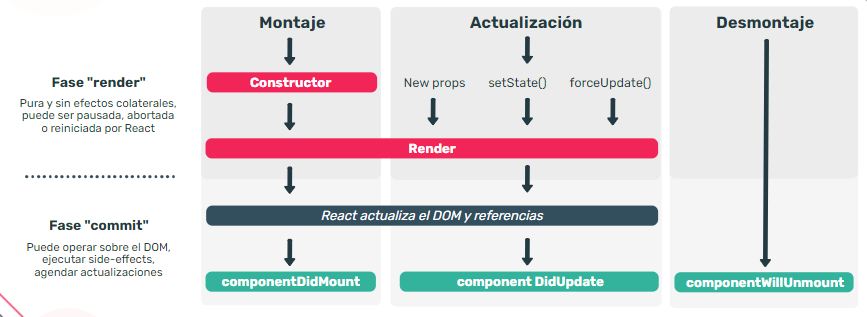 Montaje
Actualización
Desmontaje
Fase "render"
Pura y sin efectos colaterales,
puede ser pausada, abortada
o reiniciada por React
Constructor
New props
setState()
forceUpdate()
Render
Fase "commit"
Puede operar sobre el DOM,
ejecutar side-effects,
agendar actualizaciones
React actualiza el DOM y referencias
componentDidMount
component DidUpdate
componentWillUnmount